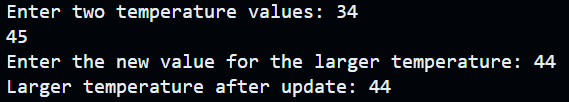 Enter two temperature values: 34
45
Enter the new value for the larger temperature: 44
Larger temperature after update: 44